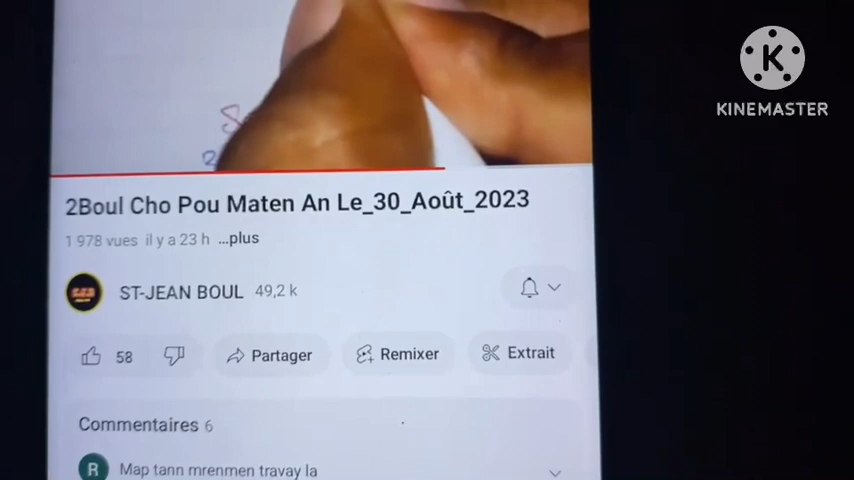 KINEMASTER
2Boul Cho Pou Maten An Le_30_Août_2023
1 978 vues il y a 23 h ...plus
ST-JEAN BOUL 49,2 k
58 Partager Remixer Extrait
Commentaires 6
R Map tann mrenmen travay la